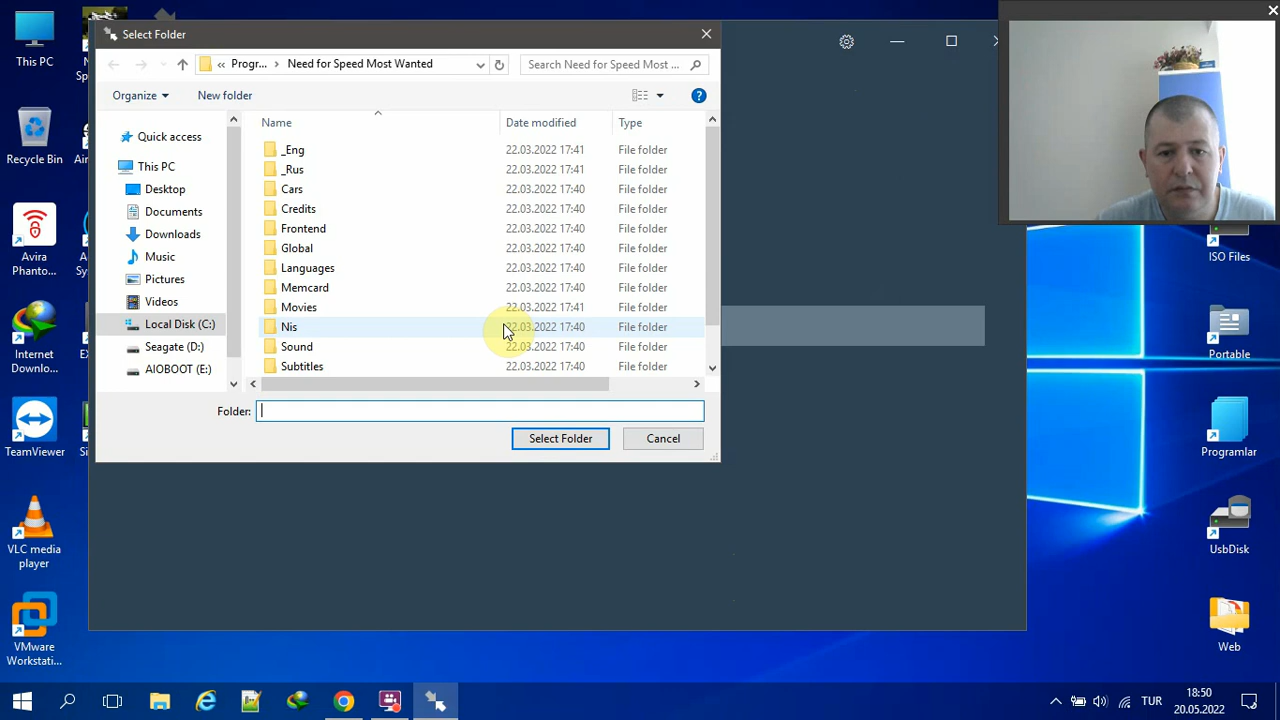 Select Folder
« Progr... > Need for Speed Most Wanted
Search Need for Speed Most ...
Organize
New folder
Name
Date modified
Type
Quick access
This PC
Desktop
Documents
Downloads
Music
Pictures
Videos
Local Disk (C:)
Seagate (D:)
AIOBOOT (E:)
_Eng 22.03.2022 17:41 File folder
_Rus 22.03.2022 17:41 File folder
Cars 22.03.2022 17:40 File folder
Credits 22.03.2022 17:40 File folder
Frontend 22.03.2022 17:40 File folder
Global 22.03.2022 17:40 File folder
Languages 22.03.2022 17:40 File folder
Memcard 22.03.2022 17:40 File folder
Movies 22.03.2022 17:41 File folder
Nis 22.03.2022 17:40 File folder
Sound 22.03.2022 17:40 File folder
Subtitles 22.03.2022 17:40 File folder
Folder:
Select Folder
Cancel
This PC
Recycle Bin
Avira
Phanto...
Internet
Downlo...
TeamViewer
VLC media
player
VMware
Workstati...
ISO Files
Portable
Programlar
UsbDisk
Web
TUR
18:50
20.05.2022